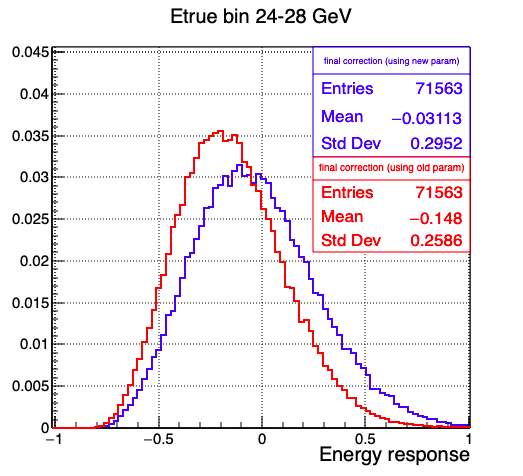 Etrue bin 24-28 GeV
0.045
0.04
0.035
0.03
0.025
0.02
0.015
0.01
0.005
0
−1
−0.5
0
0.5
1
Energy response
final correction (using new param)
Entries 71563
Mean −0.03113
Std Dev 0.2952
final correction (using old param)
Entries 71563
Mean −0.148
Std Dev 0.2586